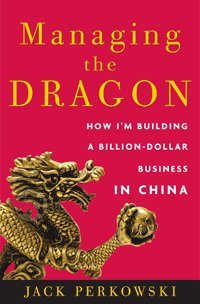 Managing
the
DRAGON
HOW I'M BUILDING
A BILLION-DOLLAR
BUSINESS
IN CHINA
JACK PERKOWSKI